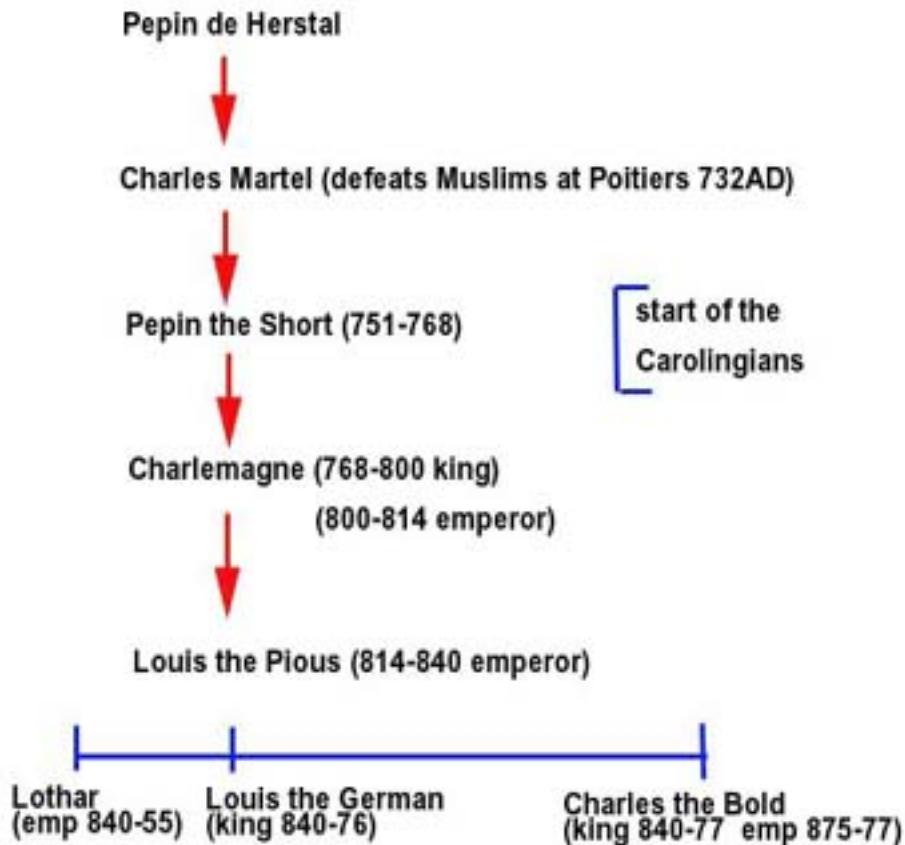 Pepin de Herstal
Charles Martel (defeats Muslims at Poitiers 732AD)
Pepin the Short (751-768)
start of the
Carolingians
Charlemagne (768-800 king)
(800-814 emperor)
Louis the Pious (814-840 emperor)
Lothar
(emp 840-55)
Louis the German
(king 840-76)
Charles the Bold
(king 840-77 emp 875-77)